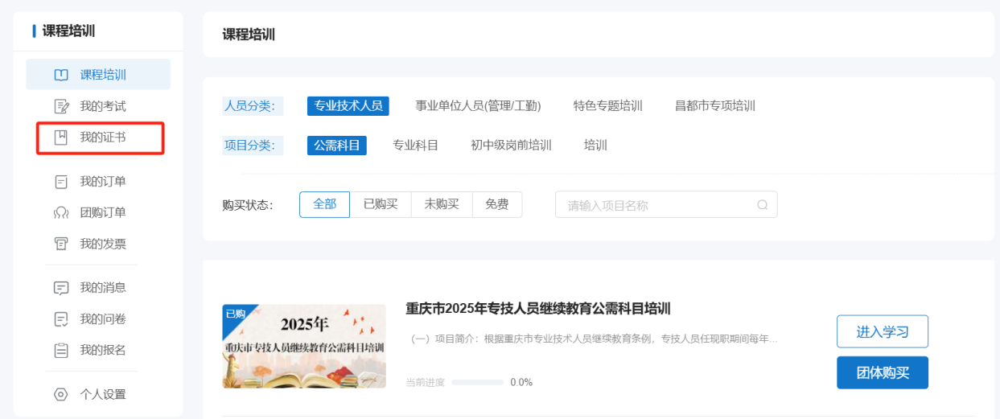 课程培训
课程培训
我的考试
我的证书
我的订单
团购订单
我的发票
我的消息
我的问卷
我的报名
个人设置
课程培训
人员分类： 专业技术人员 事业单位人员(管理/工勤) 特色专题培训 昌都市专项培训
项目分类： 公需科目 专业科目 初中级岗前培训 培训
购买状态： 全部 已购买 未购买 免费 请输入项目名称
已购
2025年
重庆市专技人员继续教育公需科目培训
重庆市2025年专技人员继续教育公需科目培训
（一）项目简介：根据重庆市专业技术人员继续教育条例，专技人员任现职期间每年...
当前进度 0.0%
进入学习
团体购买